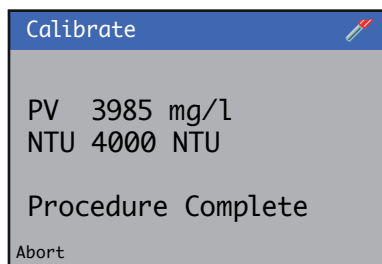 Calibrate
PV 3985 mg/l
NTU 4000 NTU
Procedure Complete
Abort